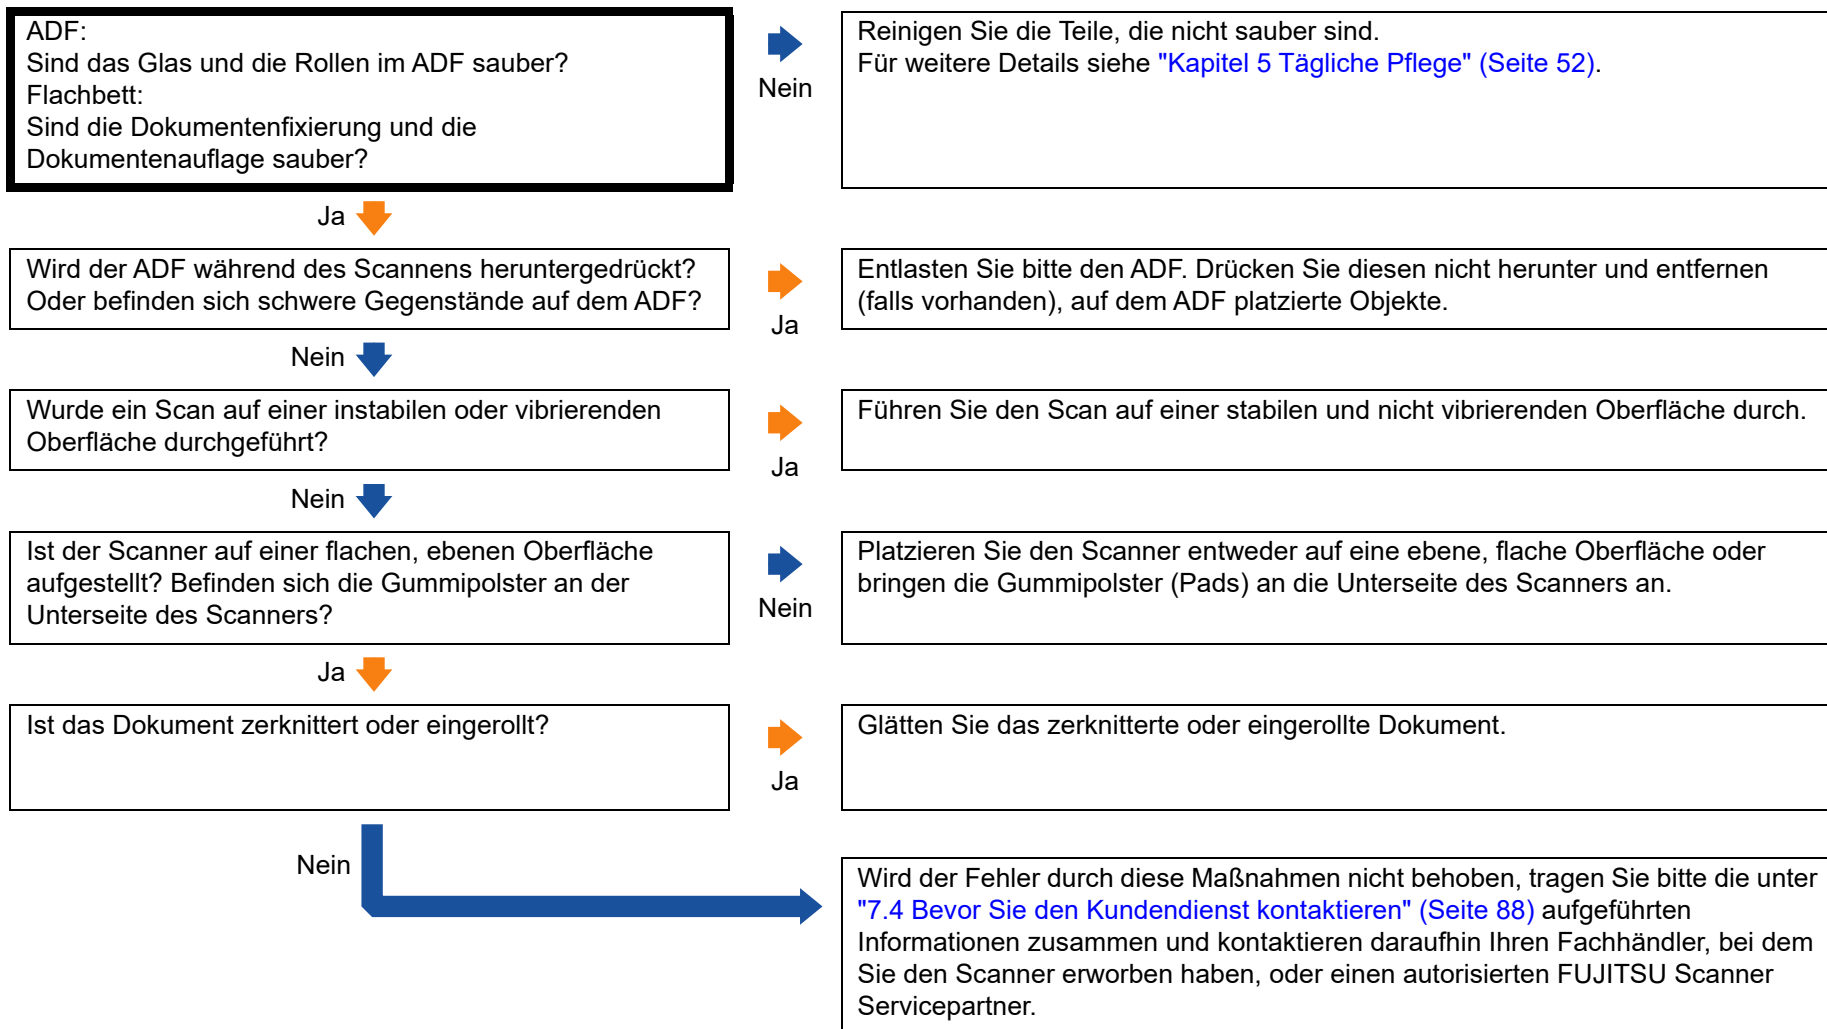 ADF:
Sind das Glas und die Rollen im ADF sauber?
Flachbett:
Sind die Dokumentenfixierung und die
Dokumentenauflage sauber?
Nein
Reinigen Sie die Teile, die nicht sauber sind.
Für weitere Details siehe "Kapitel 5 Tägliche Pflege" (Seite 52).
Ja
Wird der ADF während des Scannens heruntergedrückt?
Oder befinden sich schwere Gegenstände auf dem ADF?
Ja
Entlasten Sie bitte den ADF. Drücken Sie diesen nicht herunter und entfernen
(falls vorhanden), auf dem ADF platzierte Objekte.
Nein
Wurde ein Scan auf einer instabilen oder vibrierenden
Oberfläche durchgeführt?
Ja
Führen Sie den Scan auf einer stabilen und nicht vibrierenden Oberfläche durch.
Nein
Ist der Scanner auf einer flachen, ebenen Oberfläche
aufgestellt? Befinden sich die Gummipolster an der
Unterseite des Scanners?
Nein
Platzieren Sie den Scanner entweder auf eine ebene, flache Oberfläche oder
bringen die Gummipolster (Pads) an die Unterseite des Scanners an.
Ja
Ist das Dokument zerknittert oder eingerollt?
Ja
Glätten Sie das zerknitterte oder eingerollte Dokument.
Nein
Wird der Fehler durch diese Maßnahmen nicht behoben, tragen Sie bitte die unter
"7.4 Bevor Sie den Kundendienst kontaktieren" (Seite 88) aufgeführten
Informationen zusammen und kontaktieren daraufhin Ihren Fachhändler, bei dem
Sie den Scanner erworben haben, oder einen autorisierten FUJITSU Scanner
Servicepartner.